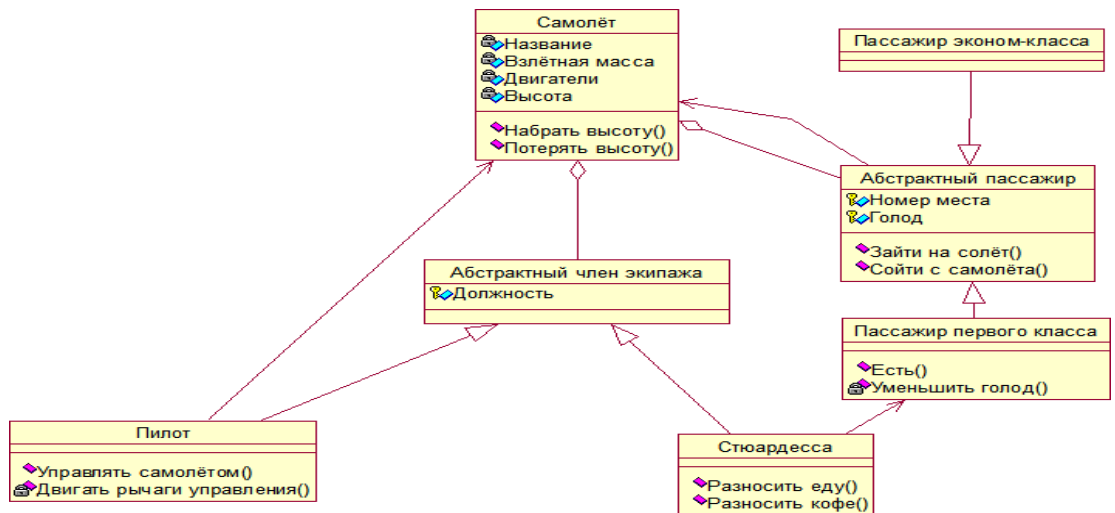 Самолёт
Название
Взлётная масса
Двигатели
Высота
Набрать высоту()
Потерять высоту()
Пассажир эконом-класса
Абстрактный пассажир
Номер места
Голод
Зайти на солёт()
Сойти с самолёта()
Абстрактный член экипажа
Должность
Пассажир первого класса
Есть()
Уменьшить голод()
Пилот
Управлять самолётом()
Двигать рычаги управления()
Стюардесса
Разносить еду()
Разносить кофе()